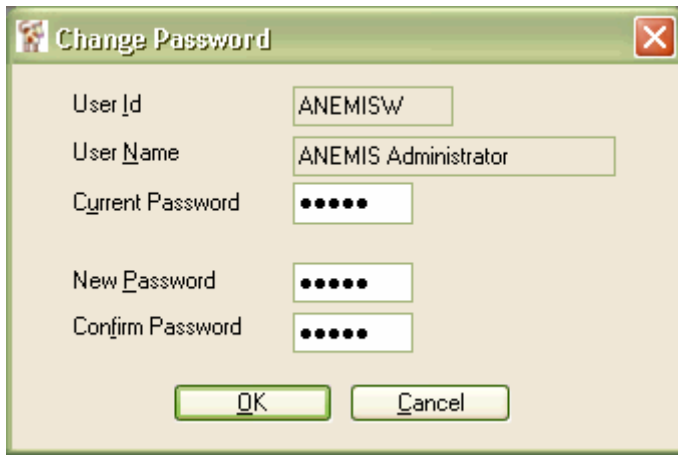 Change Password
User Id ANEMISW
User Name ANEMIS Administrator
Current Password •••••
New Password •••••
Confirm Password •••••
OK Cancel